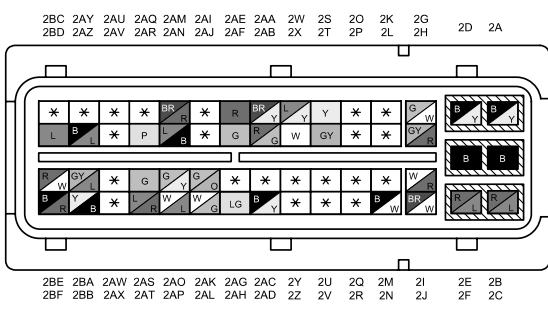 2BC 2AY 2AU 2AQ 2AM 2AI 2AE 2AA 2W 2S 2O 2K 2G
2BD 2AZ 2AV 2AR 2AN 2AJ 2AF 2AB 2X 2T 2P 2L 2H 2D 2A
* * * * BR R * R BR Y L Y Y * * G W B Y B Y
L B L * P L B * G R G W GY * * GY R
B B
R W GY L * G G Y G O * * * * * * W R
B R Y B * L R W L W G LG B Y * * * B W BR W R L R L
2BE 2BA 2AW 2AS 2AO 2AK 2AG 2AC 2Y 2U 2Q 2M 2I 2E 2B
2BF 2BB 2AX 2AT 2AP 2AL 2AH 2AD 2Z 2V 2R 2N 2J 2F 2C